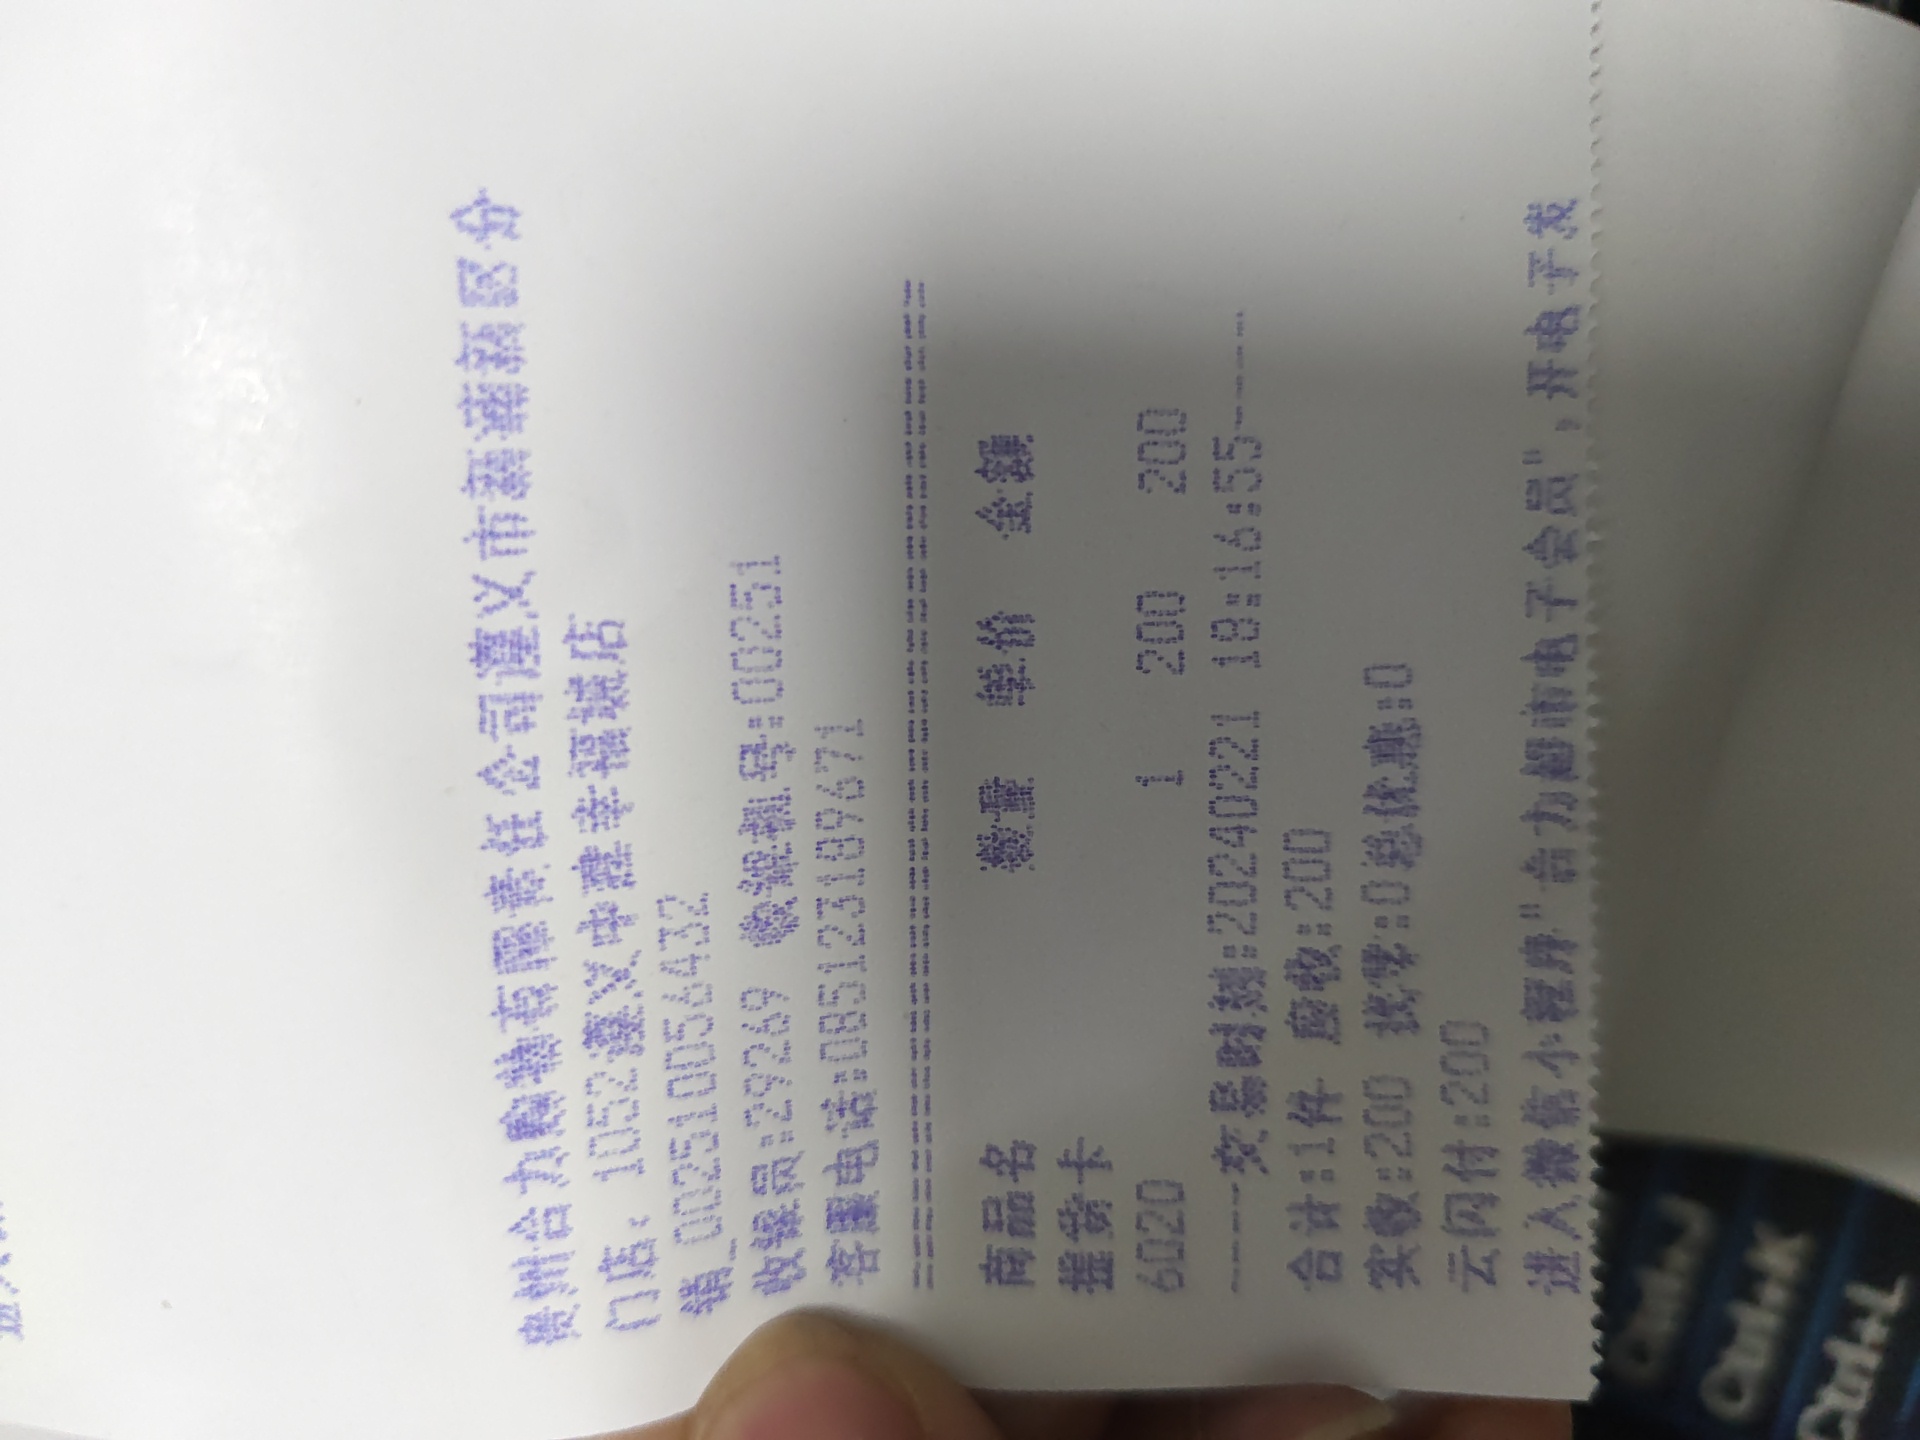 贵州合力购物有限责任公司遵义市新蒲新区分
门店: 1052遵义中建幸福城店
销_002510056432
收银员:29269 收银机号:00251
客服电话:085123189671
================================
商品名 数量 单价 金额
提货卡
6020 1 200 200
----交易时刻:20240221 18:16:55----
合计:1件 应收:200
实收:200 找零:0总优惠:0
云闪付:200
进入微信小程序"合力超市电子会员",开电子发